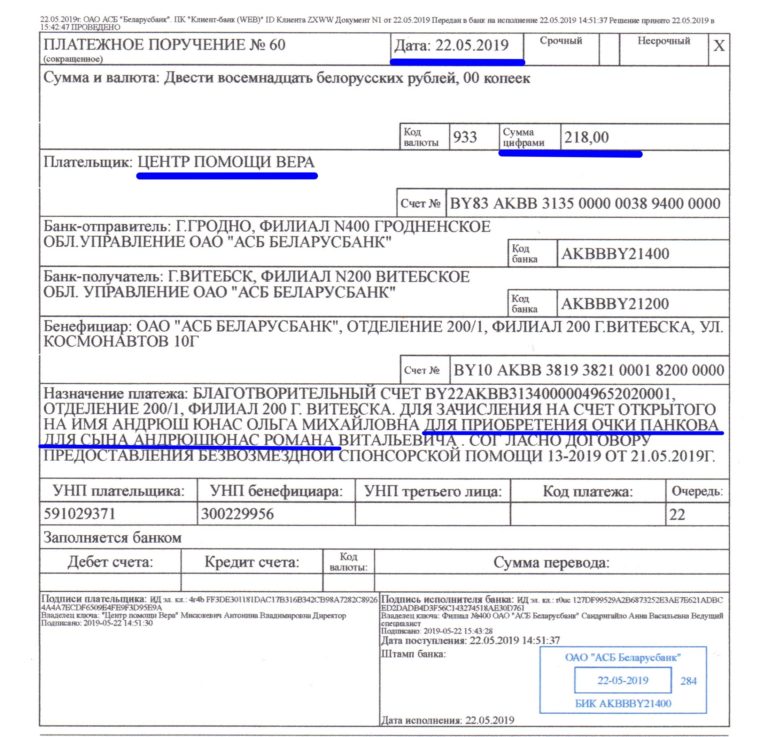 22.05.2019г. ОАО АСБ "Беларусбанк". ПК "Клиент-банк (WEB)" ID Клиента ZXWW Документ N1 от 22.05.2019 Передан в банк на исполнение 22.05.2019 14:51:37 Решение принято 22.05.2019 в
15:42:47 ПРОВЕДЕНО
ПЛАТЕЖНОЕ ПОРУЧЕНИЕ № 60
(сокращенное)
Дата: 22.05.2019
Срочный
Несрочный
X
Сумма и валюта: Двести восемнадцать белорусских рублей, 00 копеек
Код
валюты
933
Сумма
цифрами
218,00
Плательщик: ЦЕНТР ПОМОЩИ ВЕРА
Счет №
BY83 AKBB 3135 0000 0038 9400 0000
Банк-отправитель: Г.ГРОДНО, ФИЛИАЛ N400 ГРОДНЕНСКОЕ
ОБЛ.УПРАВЛЕНИЕ ОАО "АСБ БЕЛАРУСБАНК"
Код
банка
AKBBBY21400
Банк-получатель: Г.ВИТЕБСК, ФИЛИАЛ N200 ВИТЕБСКОЕ
ОБЛ. УПРАВЛЕНИЕ ОАО "АСБ БЕЛАРУСБАНК"
Код
банка
AKBBBY21200
Бенефициар: ОАО "АСБ БЕЛАРУСБАНК", ОТДЕЛЕНИЕ 200/1, ФИЛИАЛ 200 Г.ВИТЕБСКА, УЛ.
КОСМОНАВТОВ 10Г
Счет №
BY10 AKBB 3819 3821 0001 8200 0000
Назначение платежа: БЛАГОТВОРИТЕЛЬНЫЙ СЧЕТ BY22AKBB31340000049652020001,
ОТДЕЛЕНИЕ 200/1, ФИЛИАЛ 200 Г. ВИТЕБСКА. ДЛЯ ЗАЧИСЛЕНИЯ НА СЧЕТ ОТКРЫТОГО
НА ИМЯ АНДРЮШ ЮНАС ОЛЬГА МИХАЙЛОВНА ДЛЯ ПРИОБРЕТЕНИЯ ОЧКИ ПАНКОВА
ДЛЯ СЫНА АНДРЮШЮНАС РОМАНА ВИТАЛЬЕВИЧА . СОГ ЛАСНО ДОГОВОРУ
ПРЕДОСТАВЛЕНИЯ БЕЗВОЗМЕЗДНОЙ СПОНСОРСКОЙ ПОМОЩИ 13-2019 ОТ 21.05.2019Г.
УНП плательщика:
УНП бенефициара:
УНП третьего лица:
Код платежа:
Очередь:
591029371
300229956
22
Заполняется банком
Дебет счета:
Кредит счета:
Код
валюты:
Сумма перевода:
Подписи плательщика: ИД эл. кл.: 4r4b FF3DE301181DAC17B316B342CB98A7282C8926
4A4A7ECDF6509E4FE9F3D95E9A
Владелец ключа: "Центр помощи Вера" Мискевич Антонина Владимировна Директор
Подписано: 2019-05-22 14:51:30
Подпись исполнителя банка: ИД эл. кл.: r0uc 127DF99529A2B6873252E3AE7E621ADBC
ED2DADB4D3F56C143274518AE30D761
Владелец ключа: Филиал №400 ОАО "АСБ Беларусбанк" Сандригайло Анна Васильевна Ведущий
специалист
Подписано: 2019-05-22 15:43:28
Дата поступления: 22.05.2019 14:51:37
Штамп банка:
ОАО "АСБ Беларусбанк"
22-05-2019
284
БИК AKBBBY21400
Дата исполнения: 22.05.2019